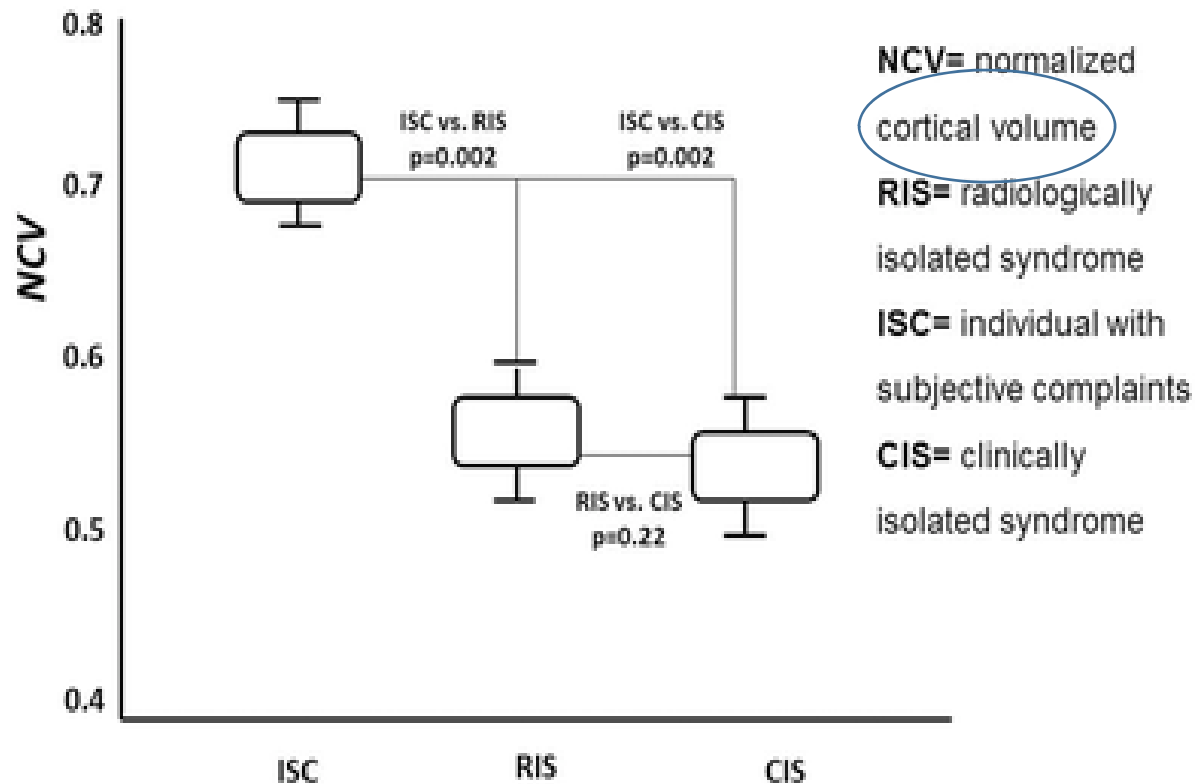 0.8
0.7
0.6
0.5
0.4
NCV
ISC vs. RIS
p=0.002
ISC vs. CIS
p=0.002
RIS vs. CIS
p=0.22
ISC
RIS
CIS
NCV= normalized
cortical volume
RIS= radiologically
isolated syndrome
ISC= individual with
subjective complaints
CIS= clinically
isolated syndrome